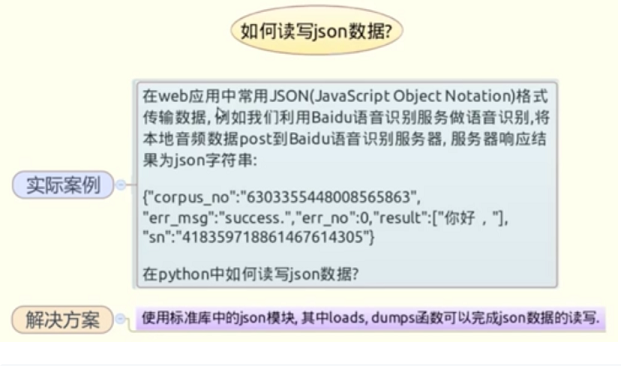 如何读写json数据?
在web应用中常用JSON(JavaScript Object Notation)格式
传输数据, 例如我们利用Baidu语音识别服务做语音识别,将
本地音频数据post到Baidu语音识别服务器, 服务器响应结
果为json字符串:
{"corpus_no":"6303355448008565863",
"err_msg":"success.","err_no":0,"result":["你好，"],
"sn":"418359718861467614305"}
在python中如何读写json数据?
实际案例
解决方案
使用标准库中的json模块, 其中loads, dumps函数可以完成json数据的读写.